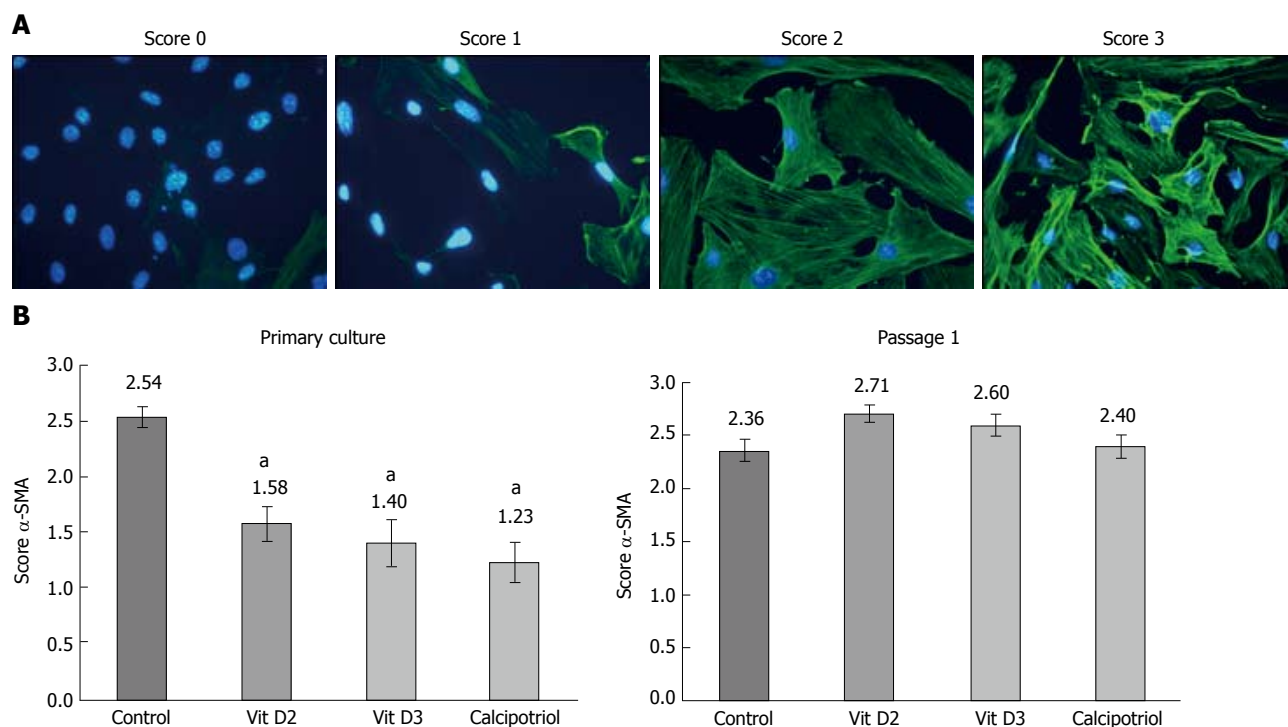 A
Score 0
Score 1
Score 2
Score 3
B
Primary culture
Score α-SMA
3.0
2.5
2.0
1.5
1.0
0.5
0.0
2.54
a
1.58
a
1.40
a
1.23
Control
Vit D2
Vit D3
Calcipotriol
Passage 1
Score α-SMA
3.0
2.5
2.0
1.5
1.0
0.5
0.0
2.36
2.71
2.60
2.40
Control
Vit D2
Vit D3
Calcipotriol